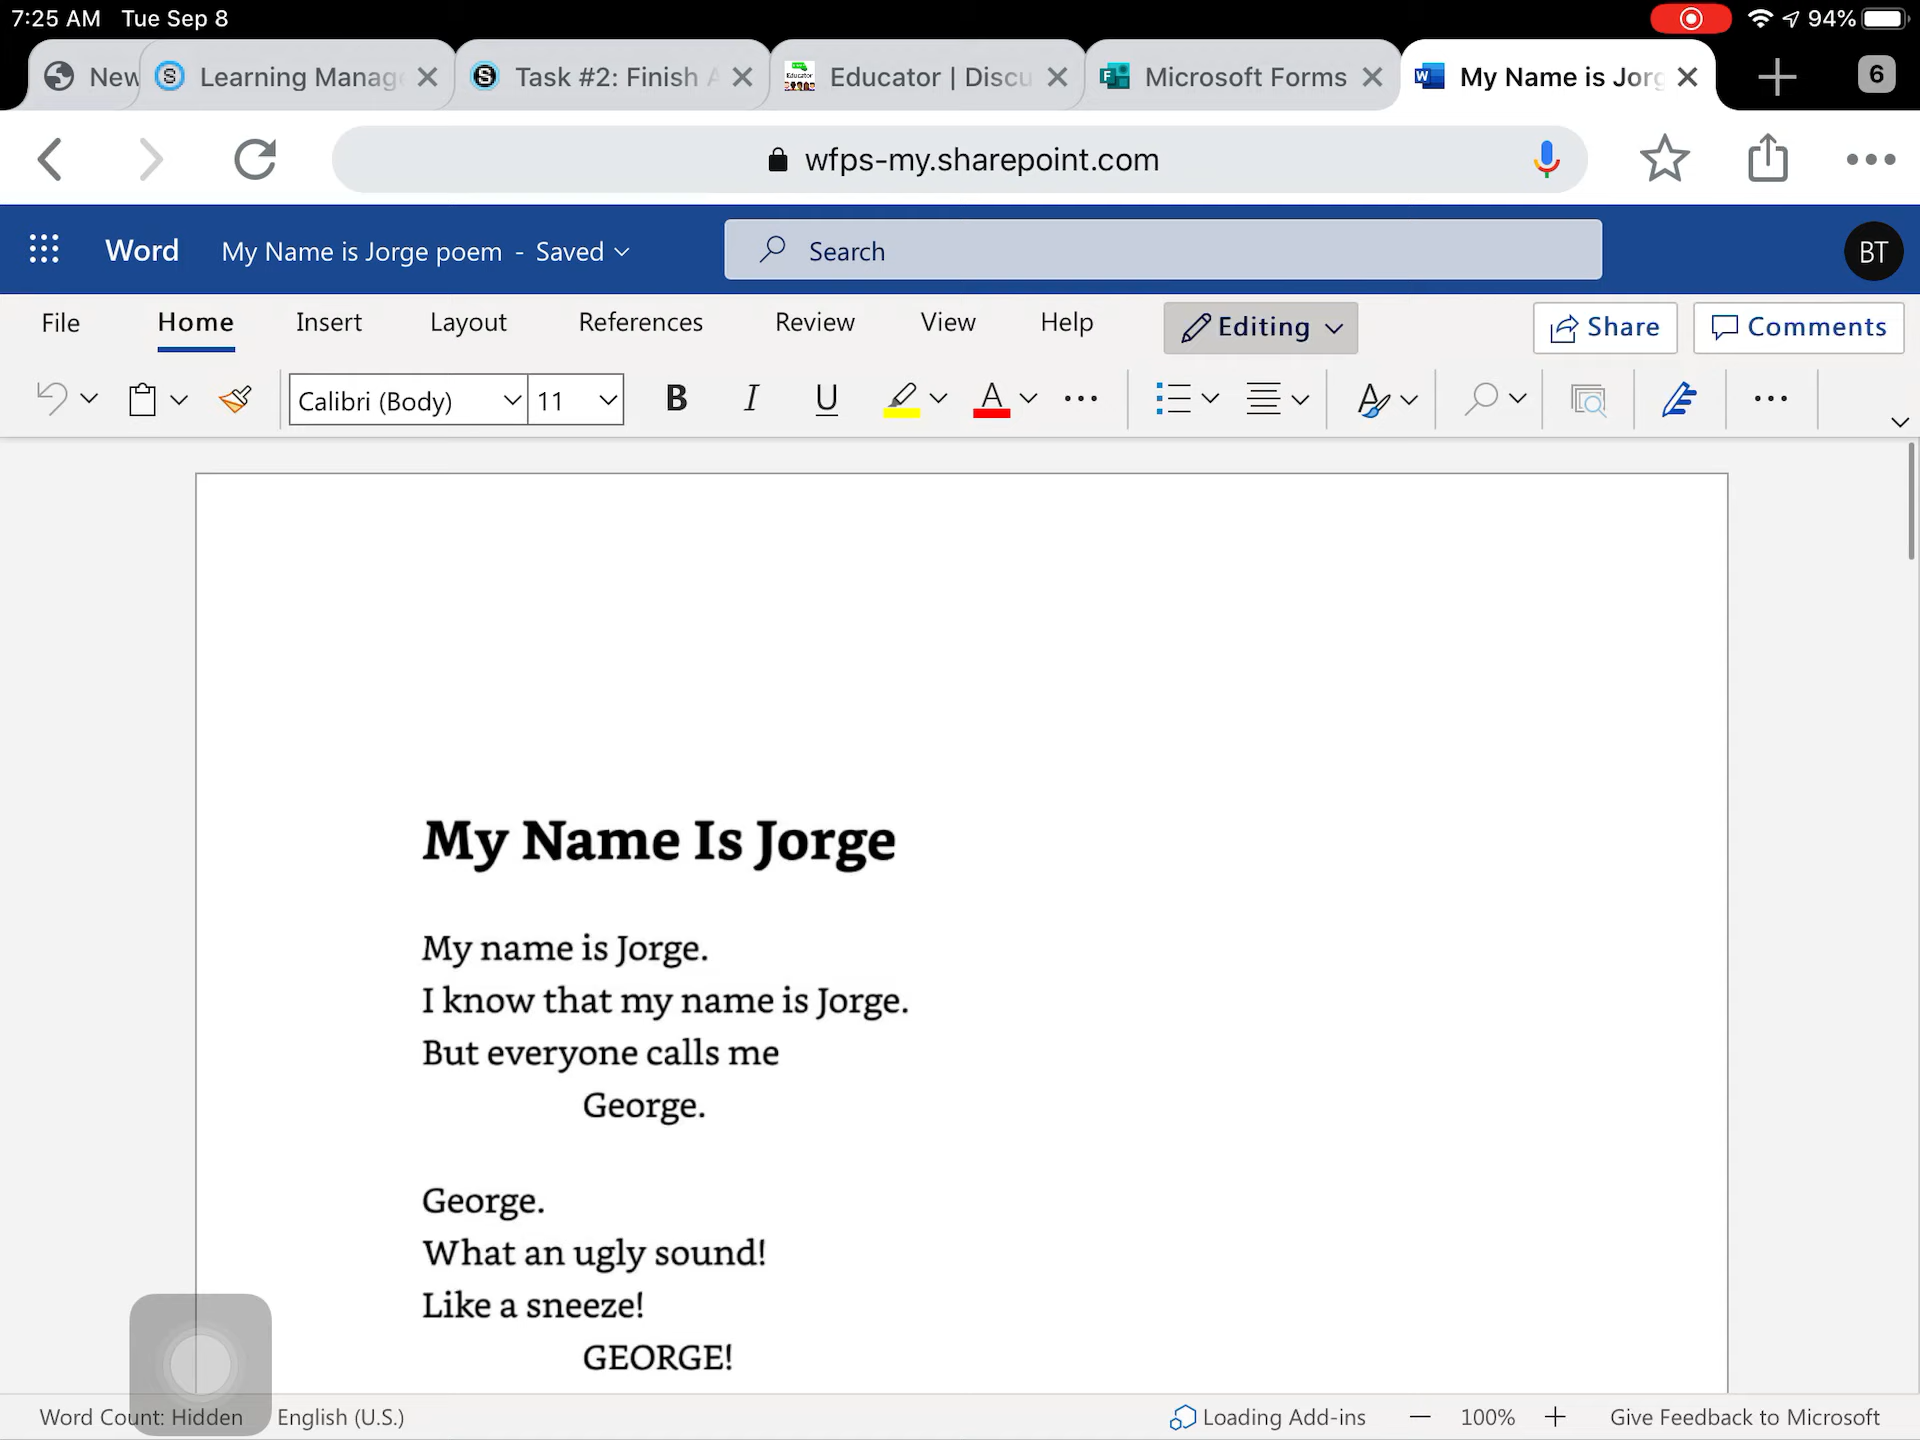 7:25 AM Tue Sep 8 94%
New Learning Manag Task #2: Finish A Educator | Discu Microsoft Forms My Name is Jorg 6
wfps-my.sharepoint.com
Word My Name is Jorge poem - Saved Search BT
File Home Insert Layout References Review View Help Editing Share Comments
Calibri (Body) 11 B I U A
My Name Is Jorge
My name is Jorge.
I know that my name is Jorge.
But everyone calls me
George.
George.
What an ugly sound!
Like a sneeze!
GEORGE!
Word Count: Hidden English (U.S.) Loading Add-ins 100% Give Feedback to Microsoft